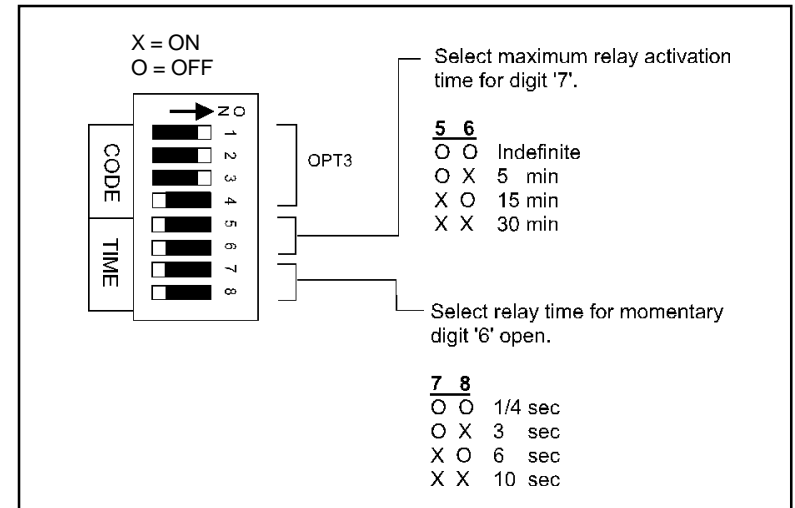 X = ON
O = OFF
ON
1
2
3
4
5
6
7
8
CODE
TIME
OPT3
Select maximum relay activation
time for digit '7'.
5 6
O O Indefinite
O X 5 min
X O 15 min
X X 30 min
Select relay time for momentary
digit '6' open.
7 8
O O 1/4 sec
O X 3 sec
X O 6 sec
X X 10 sec